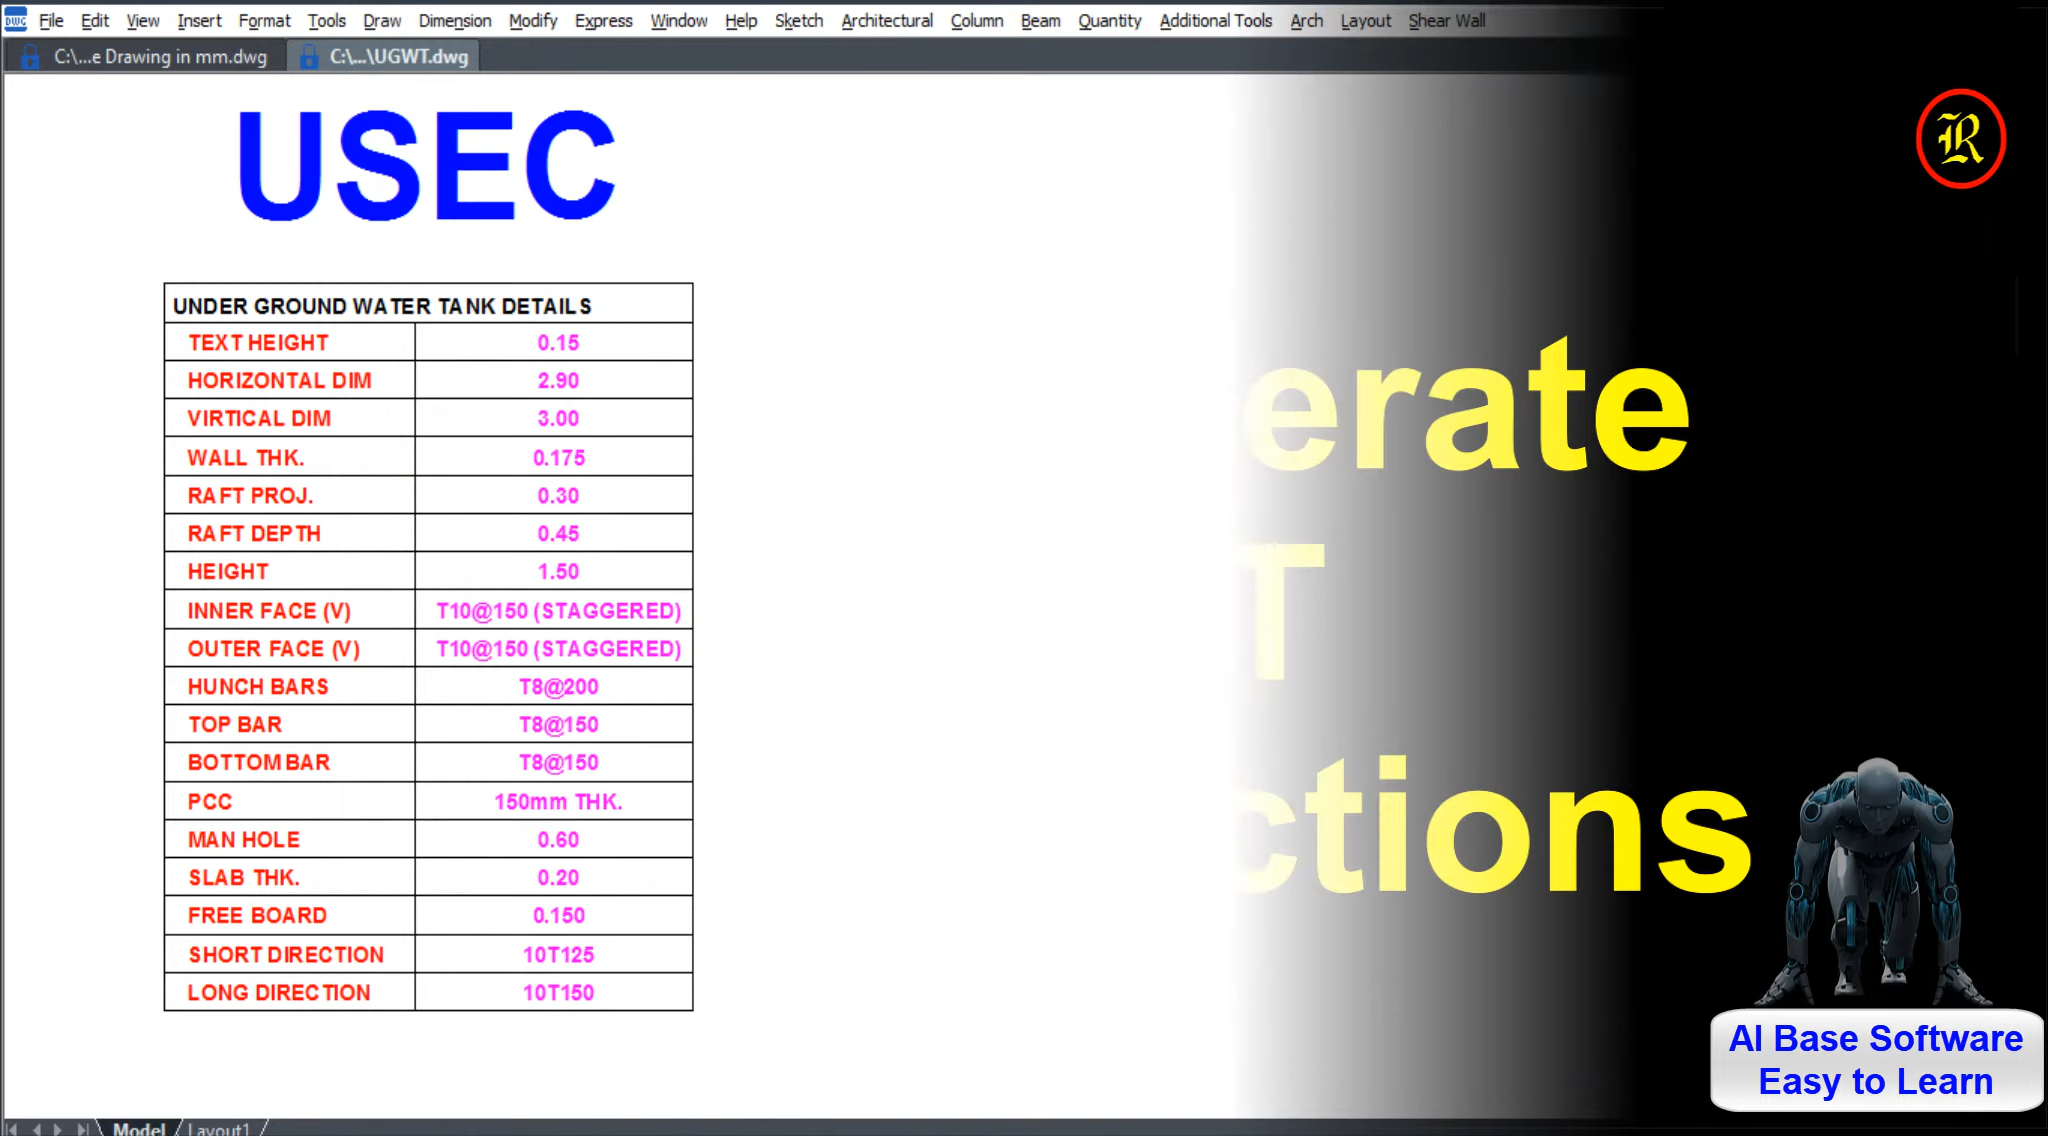 File Edit View Insert Format Tools Draw Dimension Modify Express Window Help Sketch Architectural Column Beam Quantity Additional Tools Arch Layout Shear Wall
C:\...e Drawing in mm.dwg C:\...\UGWT.dwg
USEC
R
UNDER GROUND WATER TANK DETAILS
TEXT HEIGHT 0.15
HORIZONTAL DIM 2.90
VIRTICAL DIM 3.00
WALL THK. 0.175
RAFT PROJ. 0.30
RAFT DEPTH 0.45
HEIGHT 1.50
INNER FACE (V) T10@150 (STAGGERED)
OUTER FACE (V) T10@150 (STAGGERED)
HUNCH BARS T8@200
TOP BAR T8@150
BOTTOM BAR T8@150
PCC 150mm THK.
MAN HOLE 0.60
SLAB THK. 0.20
FREE BOARD 0.150
SHORT DIRECTION 10T125
LONG DIRECTION 10T150
erate
T
ctions
AI Base Software
Easy to Learn
Model Layout1